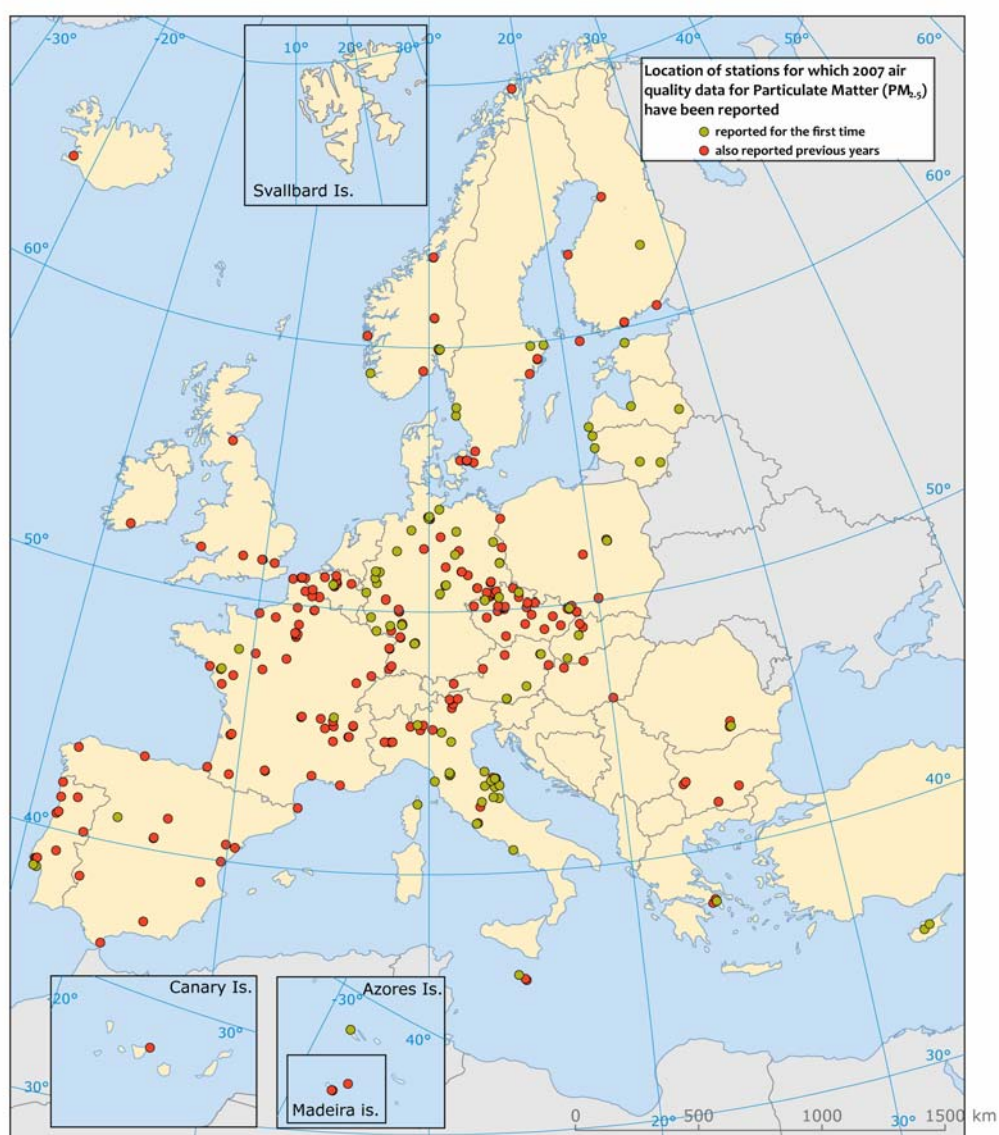 -30° -20° 10° 20° 30° 0° 20° 30° 40° 50° 60°
Location of stations for which 2007 air
quality data for Particulate Matter (PM2.5)
have been reported
reported for the first time
also reported previous years
Svallbard Is.
60°
60°
50°
50°
40°
40°
Canary Is.
-20°
30°
Azores Is.
-30°
40°
Madeira is.
30°
30°
0 500 1000 1500 km
20° 30°